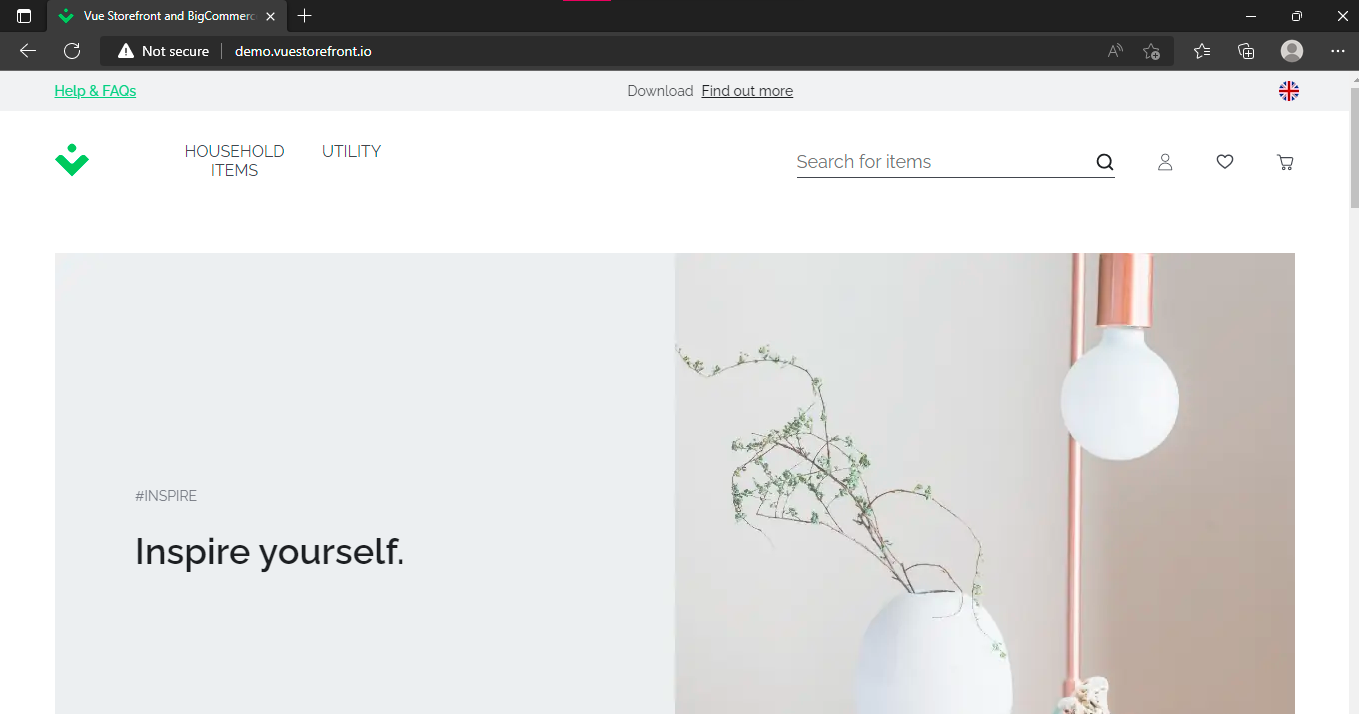 Vue Storefront and BigCommerc
Not secure
demo.vuestorefront.io
Help & FAQs
Download Find out more
HOUSEHOLD
ITEMS
UTILITY
Search for items
#INSPIRE
Inspire yourself.